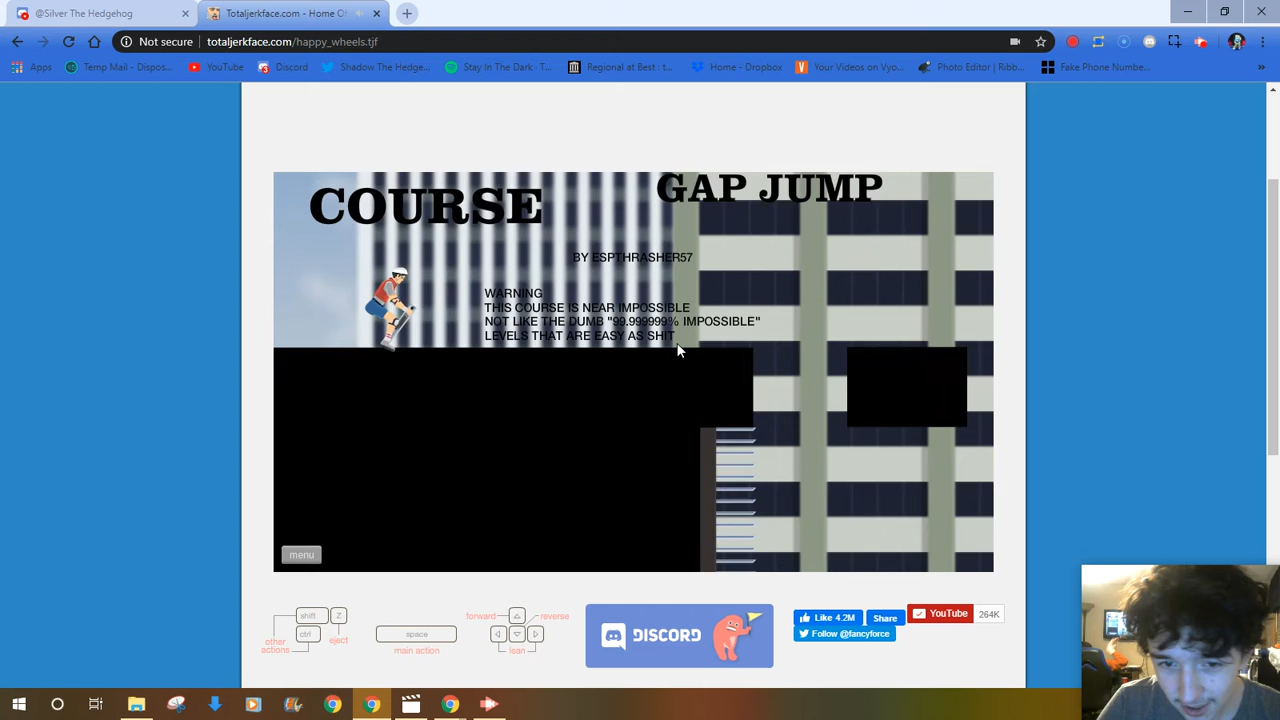 @Silver The Hedgehog
Totaljerkface.com - Home Of
Not secure
totaljerkface.com/happy_wheels.tjf
Apps
Temp Mail - Dispos...
YouTube
Discord
Shadow The Hedge...
Stay In The Dark - T...
Regional at Best : t...
Home - Dropbox
Your Videos on Vyo...
Photo Editor | Ribb...
Fake Phone Numbe...
COURSE
GAP JUMP
BY ESPTHRASHER57
WARNING
THIS COURSE IS NEAR IMPOSSIBLE
NOT LIKE THE DUMB "99.999999% IMPOSSIBLE"
LEVELS THAT ARE EASY AS SHIT
menu
shift
Z
ctrl
other actions
eject
space
main action
forward
reverse
lean
DISCORD
Like 4.2M
Share
YouTube
264K
Follow @fancyforce